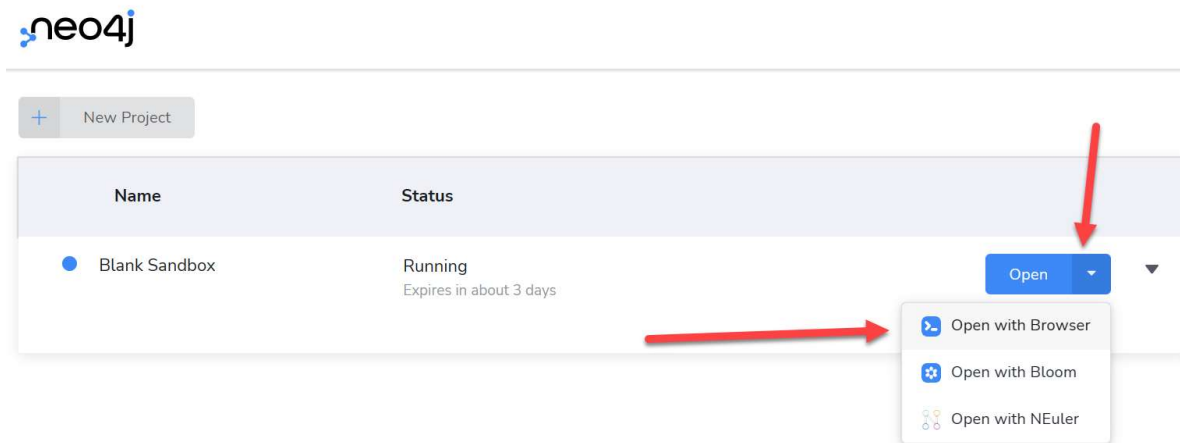 neo4j
+ New Project
Name Status
Blank Sandbox Running Open
Expires in about 3 days
Open with Browser
Open with Bloom
Open with NEuler